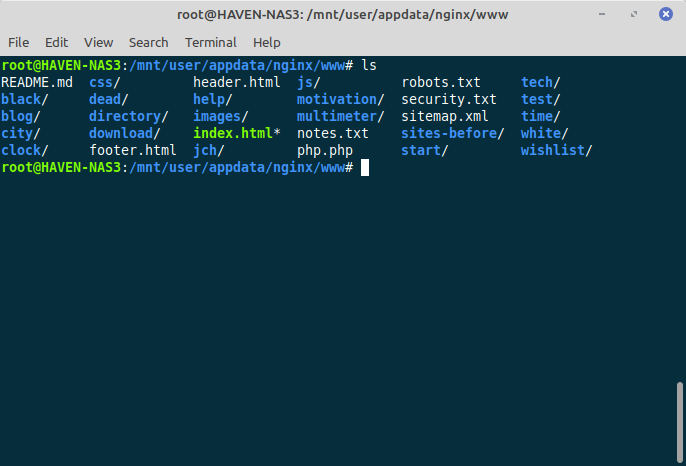 root@HAVEN-NAS3: /mnt/user/appdata/nginx/www
File Edit View Search Terminal Help
root@HAVEN-NAS3:/mnt/user/appdata/nginx/www# ls
README.md css/ header.html js/ robots.txt tech/
black/ dead/ help/ motivation/ security.txt test/
blog/ directory/ images/ multimeter/ sitemap.xml time/
city/ download/ index.html* notes.txt sites-before/ white/
clock/ footer.html jch/ php.php start/ wishlist/
root@HAVEN-NAS3:/mnt/user/appdata/nginx/www#